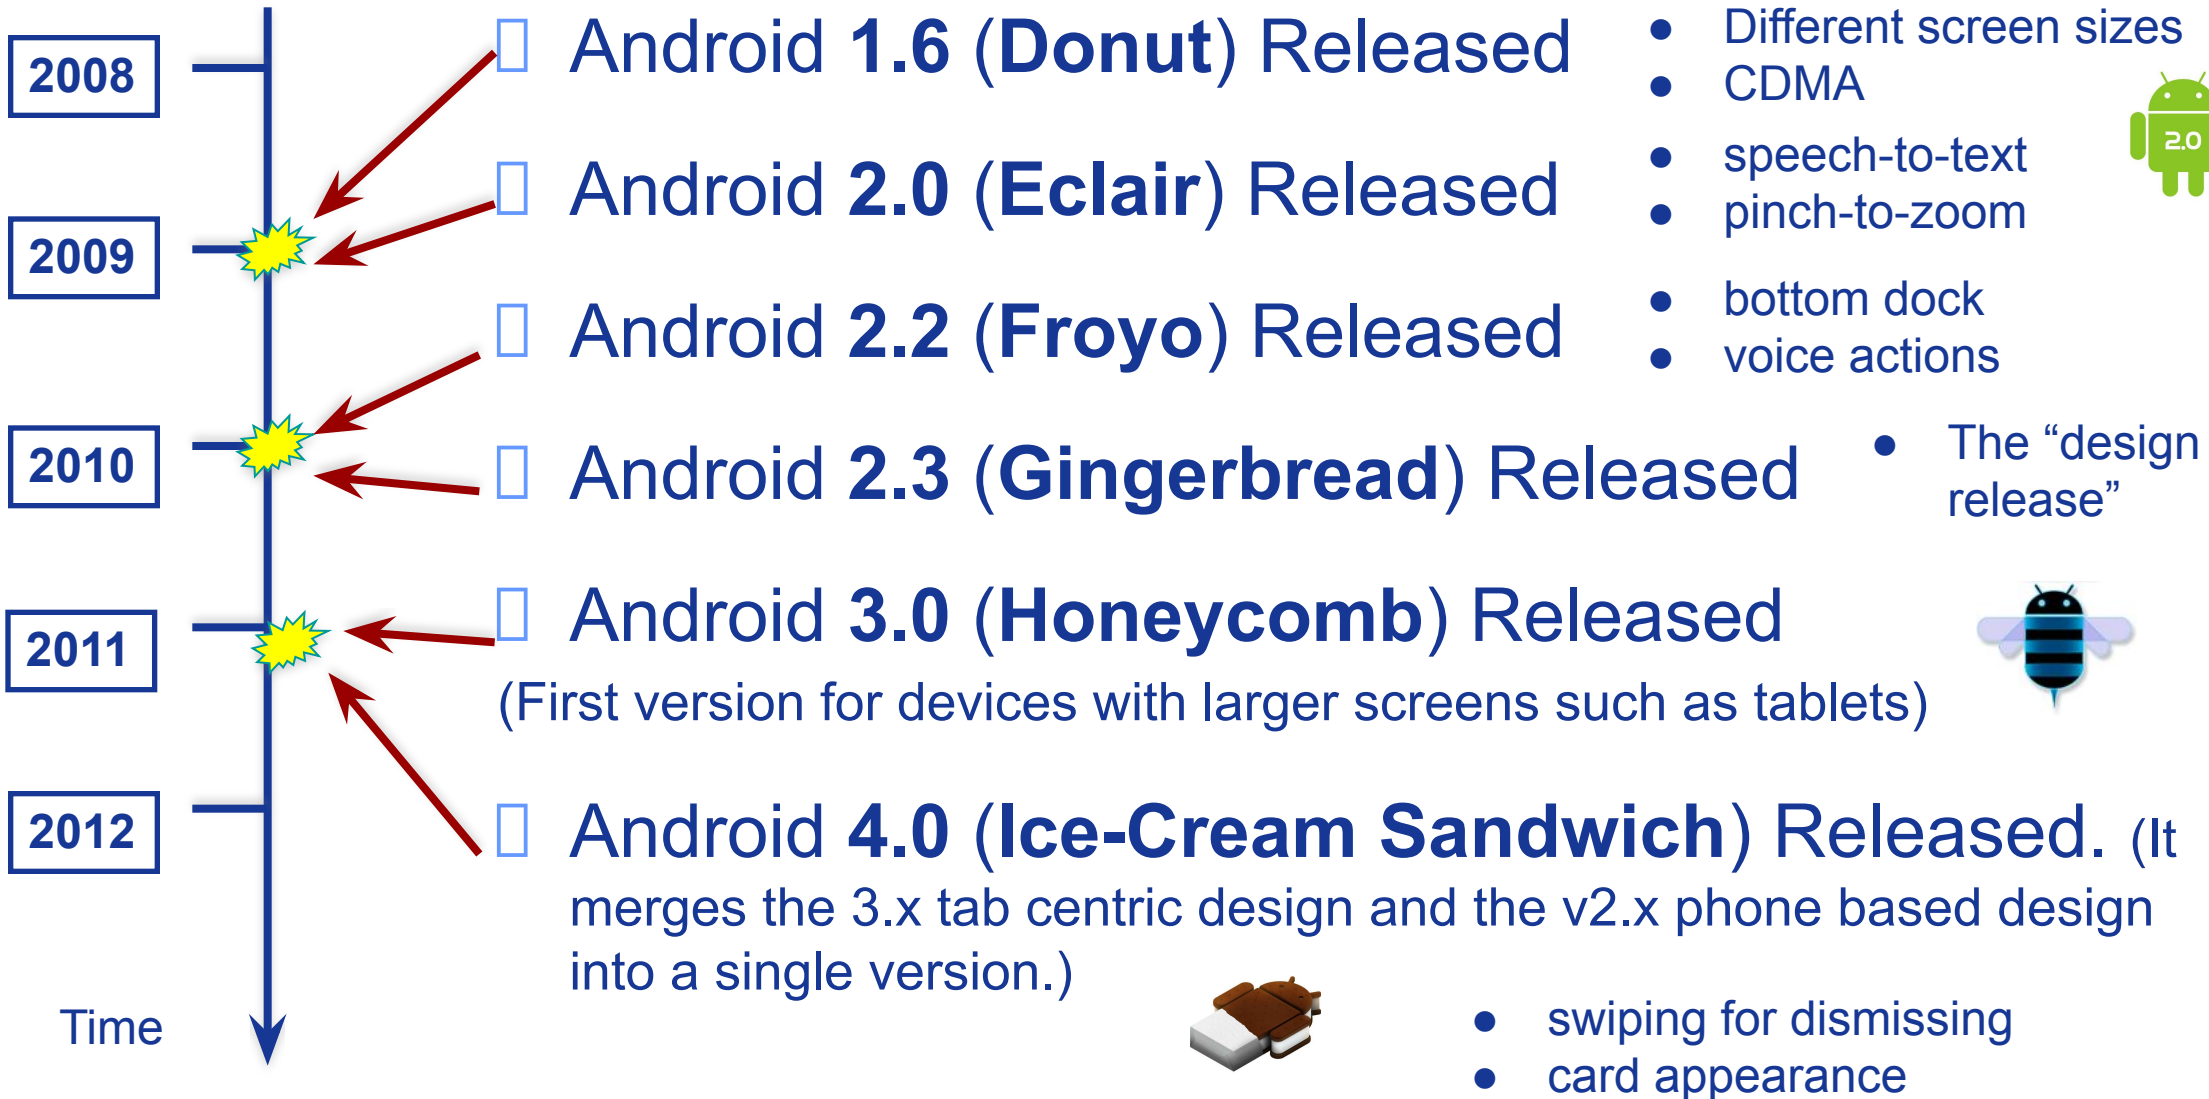 2008
Android 1.6 (Donut) Released
● Different screen sizes
● CDMA
2.0
● speech-to-text
● pinch-to-zoom
2009
Android 2.0 (Eclair) Released
● bottom dock
● voice actions
Android 2.2 (Froyo) Released
2010
Android 2.3 (Gingerbread) Released
● The “design
release”
2011
Android 3.0 (Honeycomb) Released
(First version for devices with larger screens such as tablets)
2012
Android 4.0 (Ice-Cream Sandwich) Released. (It
merges the 3.x tab centric design and the v2.x phone based design
into a single version.)
Time
● swiping for dismissing
● card appearance